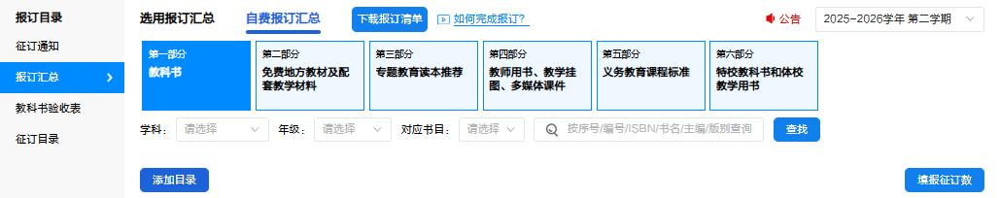 报订目录
征订通知
报订汇总
教科书验收表
征订目录
选用报订汇总 自费报订汇总 下载报订清单 如何完成报订? 公告 2025-2026学年 第二学期
第一部分
教科书
第二部分
免费地方教材及配
套教学材料
第三部分
专题教育读本推荐
第四部分
教师用书、教学挂
图、多媒体课件
第五部分
义务教育课程标准
第六部分
特校教科书和体校
教学用书
学科: 请选择 年级: 请选择 对应书目: 请选择 按序号/编号/ISBN/书名/主编/版别查询 查找
添加目录 填报征订数